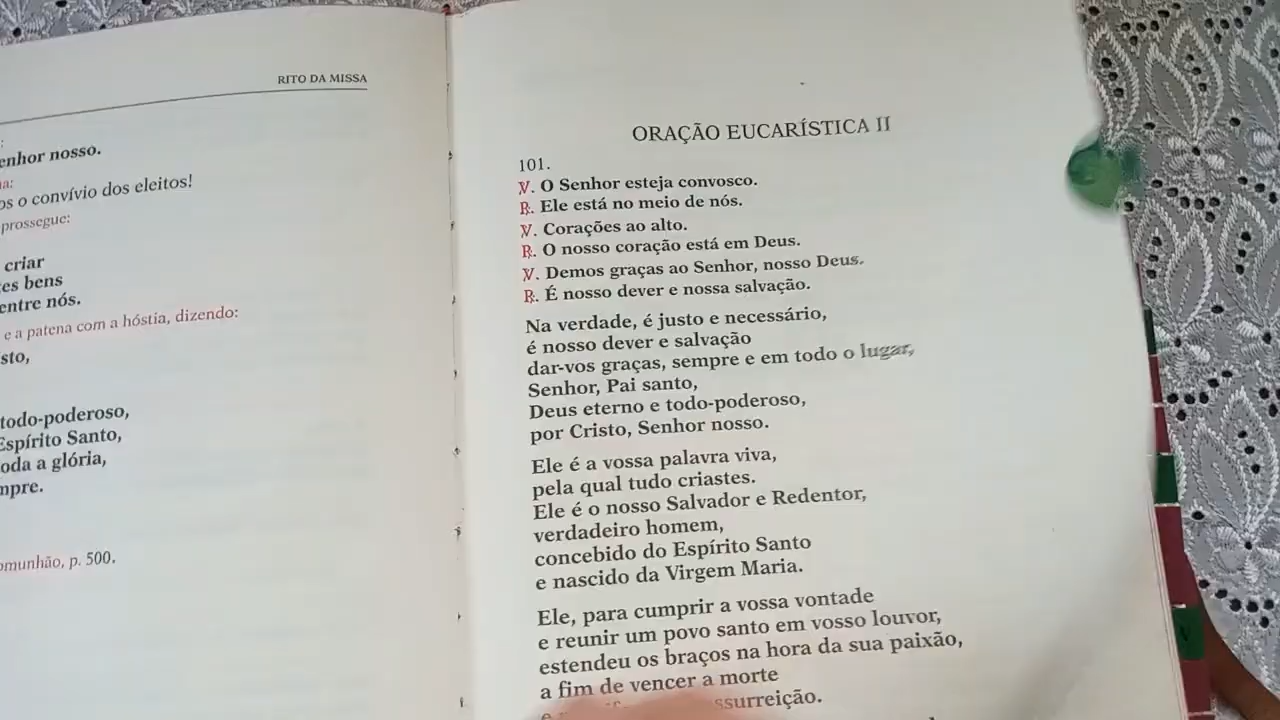 RITO DA MISSA
enhor nosso.
os o convívio dos eleitos!
prossegue:
criar
es bens
entre nós.
e a patena com a hóstia, dizendo:
sto,
todo-poderoso,
Espírito Santo,
oda a glória,
mpre.
omunhão, p. 500.
ORAÇÃO EUCARÍSTICA II
101.
℣. O Senhor esteja convosco.
℟. Ele está no meio de nós.
℣. Corações ao alto.
℟. O nosso coração está em Deus.
℣. Demos graças ao Senhor, nosso Deus.
℟. É nosso dever e nossa salvação.
Na verdade, é justo e necessário,
é nosso dever e salvação
dar-vos graças, sempre e em todo o lugar,
Senhor, Pai santo,
Deus eterno e todo-poderoso,
por Cristo, Senhor nosso.
Ele é a vossa palavra viva,
pela qual tudo criastes.
Ele é o nosso Salvador e Redentor,
verdadeiro homem,
concebido do Espírito Santo
e nascido da Virgem Maria.
Ele, para cumprir a vossa vontade
e reunir um povo santo em vosso louvor,
estendeu os braços na hora da sua paixão,
a fim de vencer a morte
ssurreição.